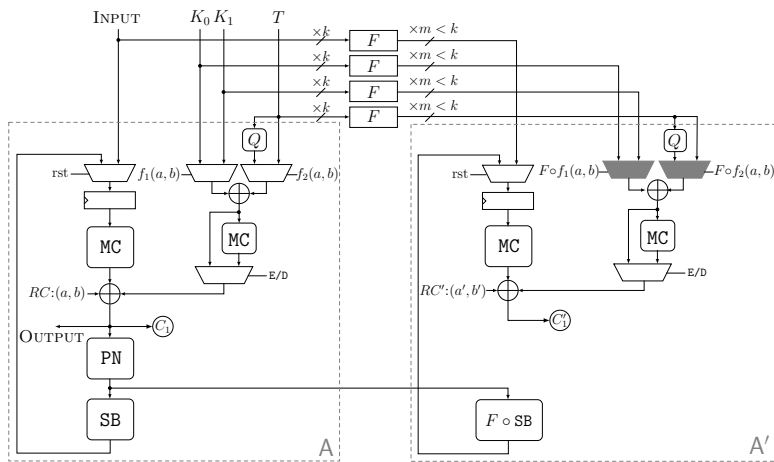 INPUT K₀ K₁ T
×k F ×m < k
×k F ×m < k
×k F ×m < k
×k F ×m < k
Q Q
rst f₁(a, b) f₂(a, b)
rst F∘f₁(a, b) F∘f₂(a, b)
MC MC
MC MC
E/D E/D
RC:(a, b) RC′:(a′, b′)
OUTPUT C₁ C′₁
PN
SB F ∘ SB
A A′